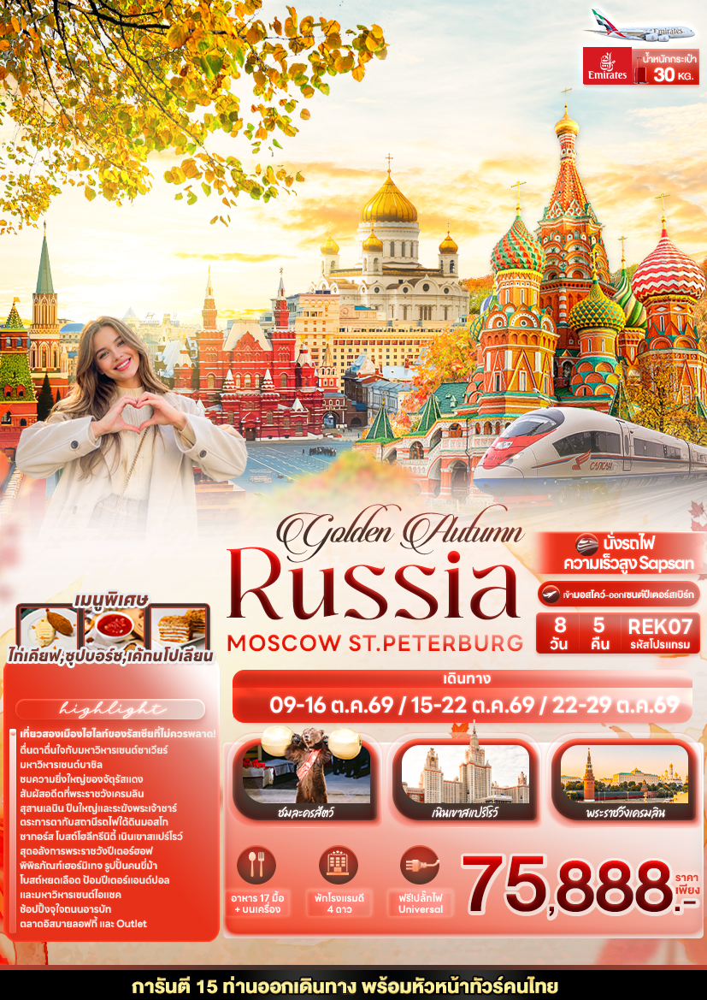 Emirates
Emirates
น้ำหนักกระเป๋า
30 KG.
САПСАН
Golden Autumn
Russia
MOSCOW ST.PETERBURG
นั่งรถไฟ
ความเร็วสูง Sapsan
เข้ามอสโคว์-ออกเซนต์ปีเตอร์สเบิร์ก
8 วัน
5 คืน
REK07
รหัสโปรแกรม
เมนูพิเศษ
ไก่เคียฟ,ซุปบอร์ช,เค้กนโปเลียน
เดินทาง
09-16 ต.ค.69 / 15-22 ต.ค.69 / 22-29 ต.ค.69
highlight
เที่ยวสองเมืองไฮไลท์ของรัสเซียที่ไม่ควรพลาด!
ตื่นตาตื่นใจกับมหาวิหารเซนต์ซาเวียร์
มหาวิหารเซนต์บาซิล
ชมความยิ่งใหญ่ของจัตุรัสแดง
สัมผัสอดีตที่พระราชวังเครมลิน
สุสานเลนิน ปืนใหญ่และระฆังพระเจ้าซาร์
ตระการตากับสถานีรถไฟใต้ดินมอสโก
ซากอร์ส โบสถ์โฮลีทรีนิตี้ เนินเขาสแปร์โรว์
สุดอลังการพระราชวังปีเตอร์ฮอฟ
พิพิธภัณฑ์เฮอร์มิเทจ รูปปั้นคนขี่ม้า
โบสถ์หยดเลือด ป้อมปีเตอร์แอนด์ปอล
และมหาวิหารเซนต์ไอแซค
ช้อปปิ้งจุใจถนนอารบัท
ตลาดอิสมายลอฟกี้ และ Outlet
ชมละครสัตว์
เนินเขาสแปร์โรว์
พระราชวังเครมลิน
อาหาร 17 มื้อ
+ บนเครื่อง
พักโรงแรมดี
4 ดาว
ฟรี!ปลั๊กไฟ
Universal
75,888.-
ราคา
เพียง
การันตี 15 ท่านออกเดินทาง พร้อมหัวหน้าทัวร์คนไทย